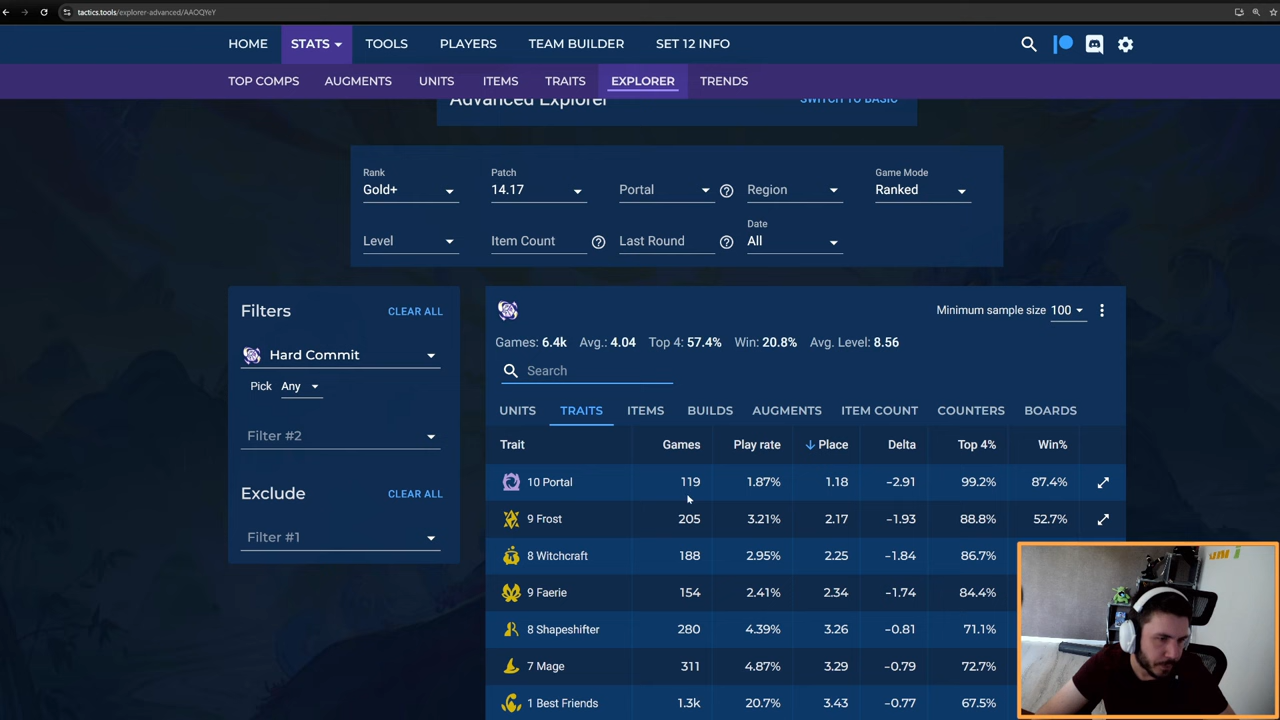 tactics.tools/explorer-advanced/AAOQYeY
HOME STATS TOOLS PLAYERS TEAM BUILDER SET 12 INFO
TOP COMPS AUGMENTS UNITS ITEMS TRAITS EXPLORER TRENDS
Advanced Explorer SWITCH TO BASIC
Rank Patch Game Mode
Gold+ 14.17 Portal Region Ranked
Date
Level Item Count Last Round All
Filters CLEAR ALL
Hard Commit
Pick Any
Filter #2
Exclude CLEAR ALL
Filter #1
Minimum sample size 100
Games: 6.4k Avg.: 4.04 Top 4: 57.4% Win: 20.8% Avg. Level: 8.56
Search
UNITS TRAITS ITEMS BUILDS AUGMENTS ITEM COUNT COUNTERS BOARDS
Trait Games Play rate Place Delta Top 4% Win%
10 Portal 119 1.87% 1.18 -2.91 99.2% 87.4%
9 Frost 205 3.21% 2.17 -1.93 88.8% 52.7%
8 Witchcraft 188 2.95% 2.25 -1.84 86.7%
9 Faerie 154 2.41% 2.34 -1.74 84.4%
8 Shapeshifter 280 4.39% 3.26 -0.81 71.1%
7 Mage 311 4.87% 3.29 -0.79 72.7%
1 Best Friends 1.3k 20.7% 3.43 -0.77 67.5%